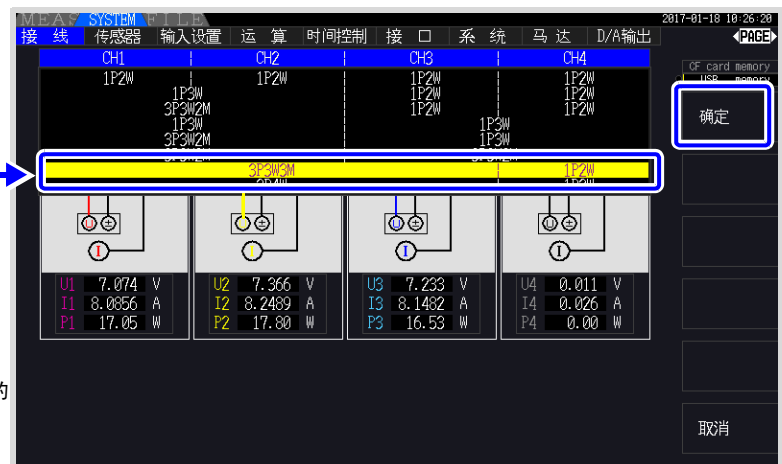 MEAS SYSTEM FILE 2017-01-18 10:26:20
接 线 传感器 输入设置 运 算 时间控制 接 口 系 统 马 达 D/A输出 PAGE
CH1 CH2 CH3 CH4
CF card memory
USB memory
1P2W 1P2W 1P2W 1P2W
1P3W 1P2W 1P2W
3P3W2M 1P2W 1P2W
1P3W 1P3W
3P3W2M 1P3W
3P3W2M
3P3W3M 1P2W
3P4W 1P2W
确定
U ± ± U ± U ±
I I I I
U1 7.074 V U2 7.366 V U3 7.233 V U4 0.011 V
I1 8.0856 A I2 8.2489 A I3 8.1482 A I4 0.026 A
P1 17.05 W P2 17.80 W P3 16.53 W P4 0.00 W
的
取消